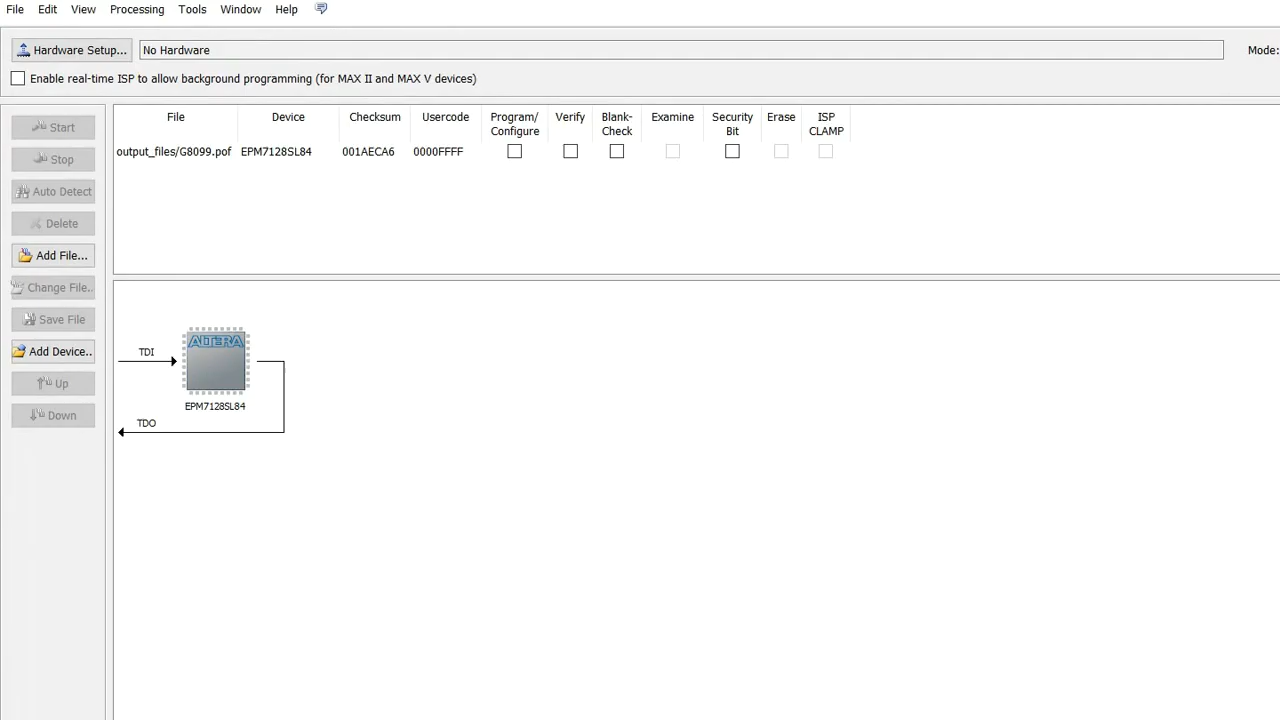 File Edit View Processing Tools Window Help
Hardware Setup... No Hardware Mode:
Enable real-time ISP to allow background programming (for MAX II and MAX V devices)
Start
Stop
Auto Detect
Delete
Add File...
Change File..
Save File
Add Device..
Up
Down
File Device Checksum Usercode Program/ Configure Verify Blank- Check Examine Security Bit Erase ISP CLAMP
output_files/G8099.pof EPM7128SL84 001AECA6 0000FFFF
TDI
ALTERA
EPM7128SL84
TDO